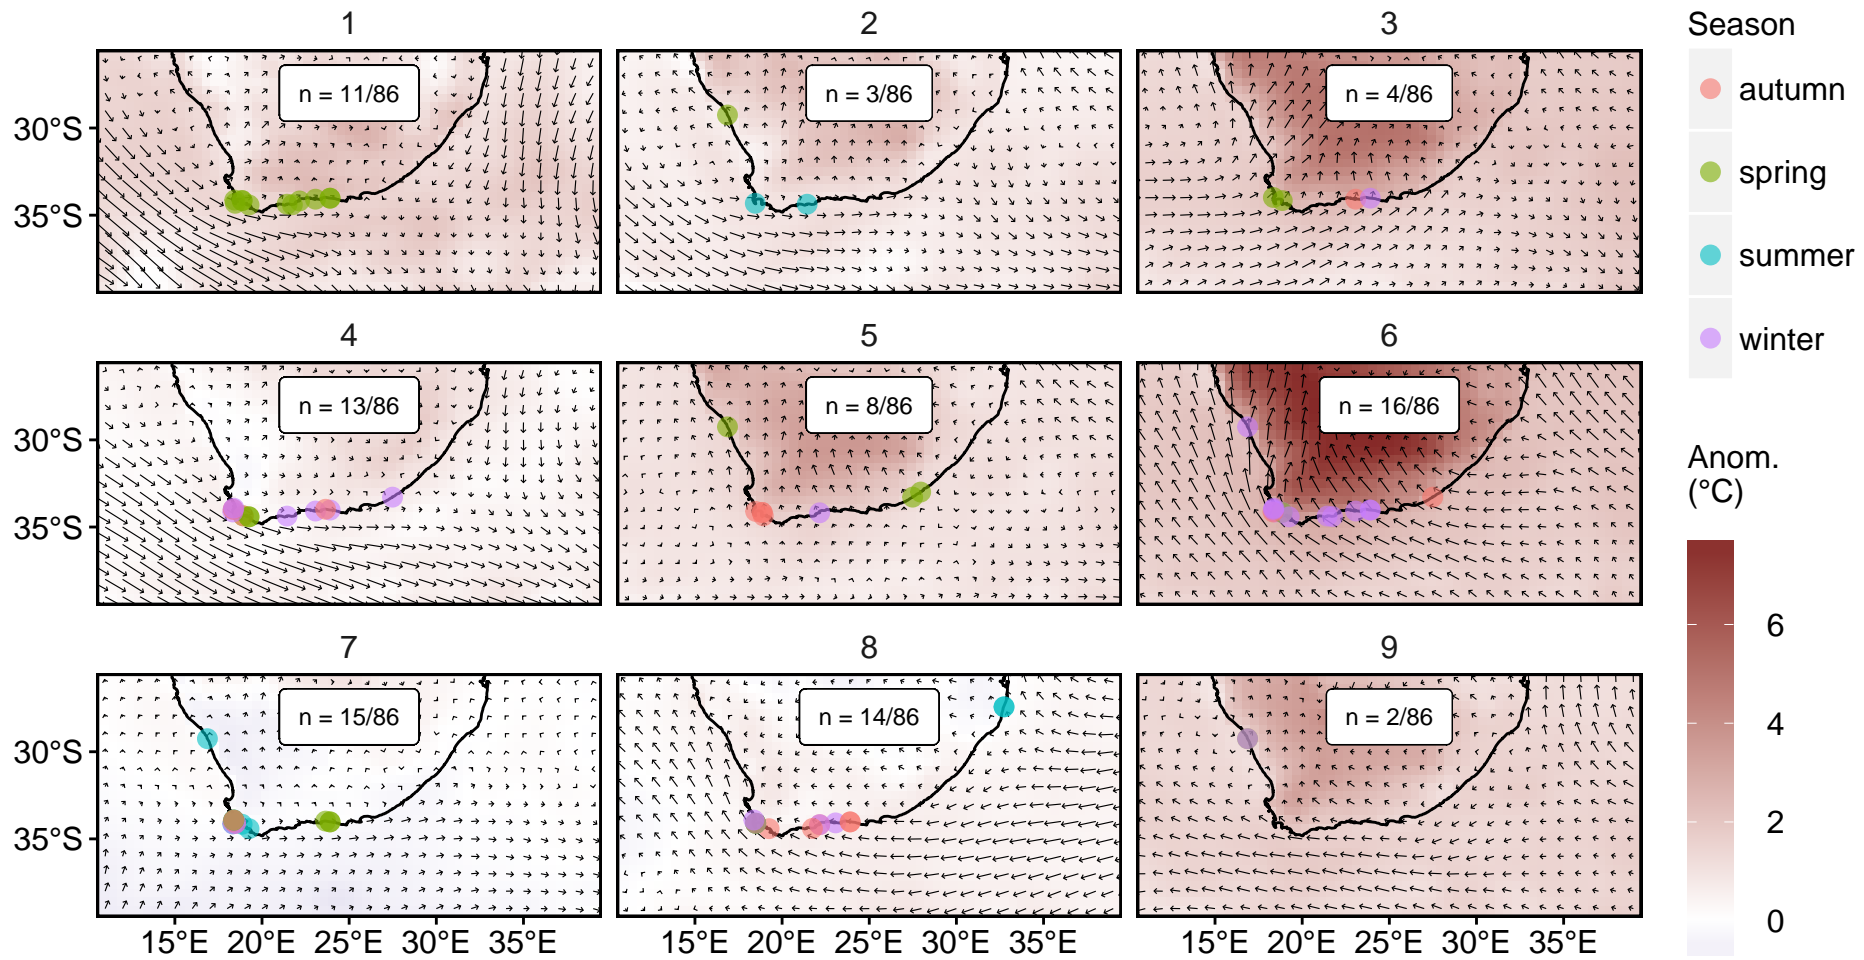 1
2
3
Season
n = 11/86
n = 3/86
n = 4/86
autumn
30°S
spring
35°S
summer
winter
4
5
6
n = 13/86
n = 8/86
n = 16/86
30°S
35°S
Anom.
(°C)
7
8
9
6
n = 15/86
n = 14/86
n = 2/86
4
30°S
2
35°S
0
15°E 20°E 25°E 30°E 35°E
15°E 20°E 25°E 30°E 35°E
15°E 20°E 25°E 30°E 35°E